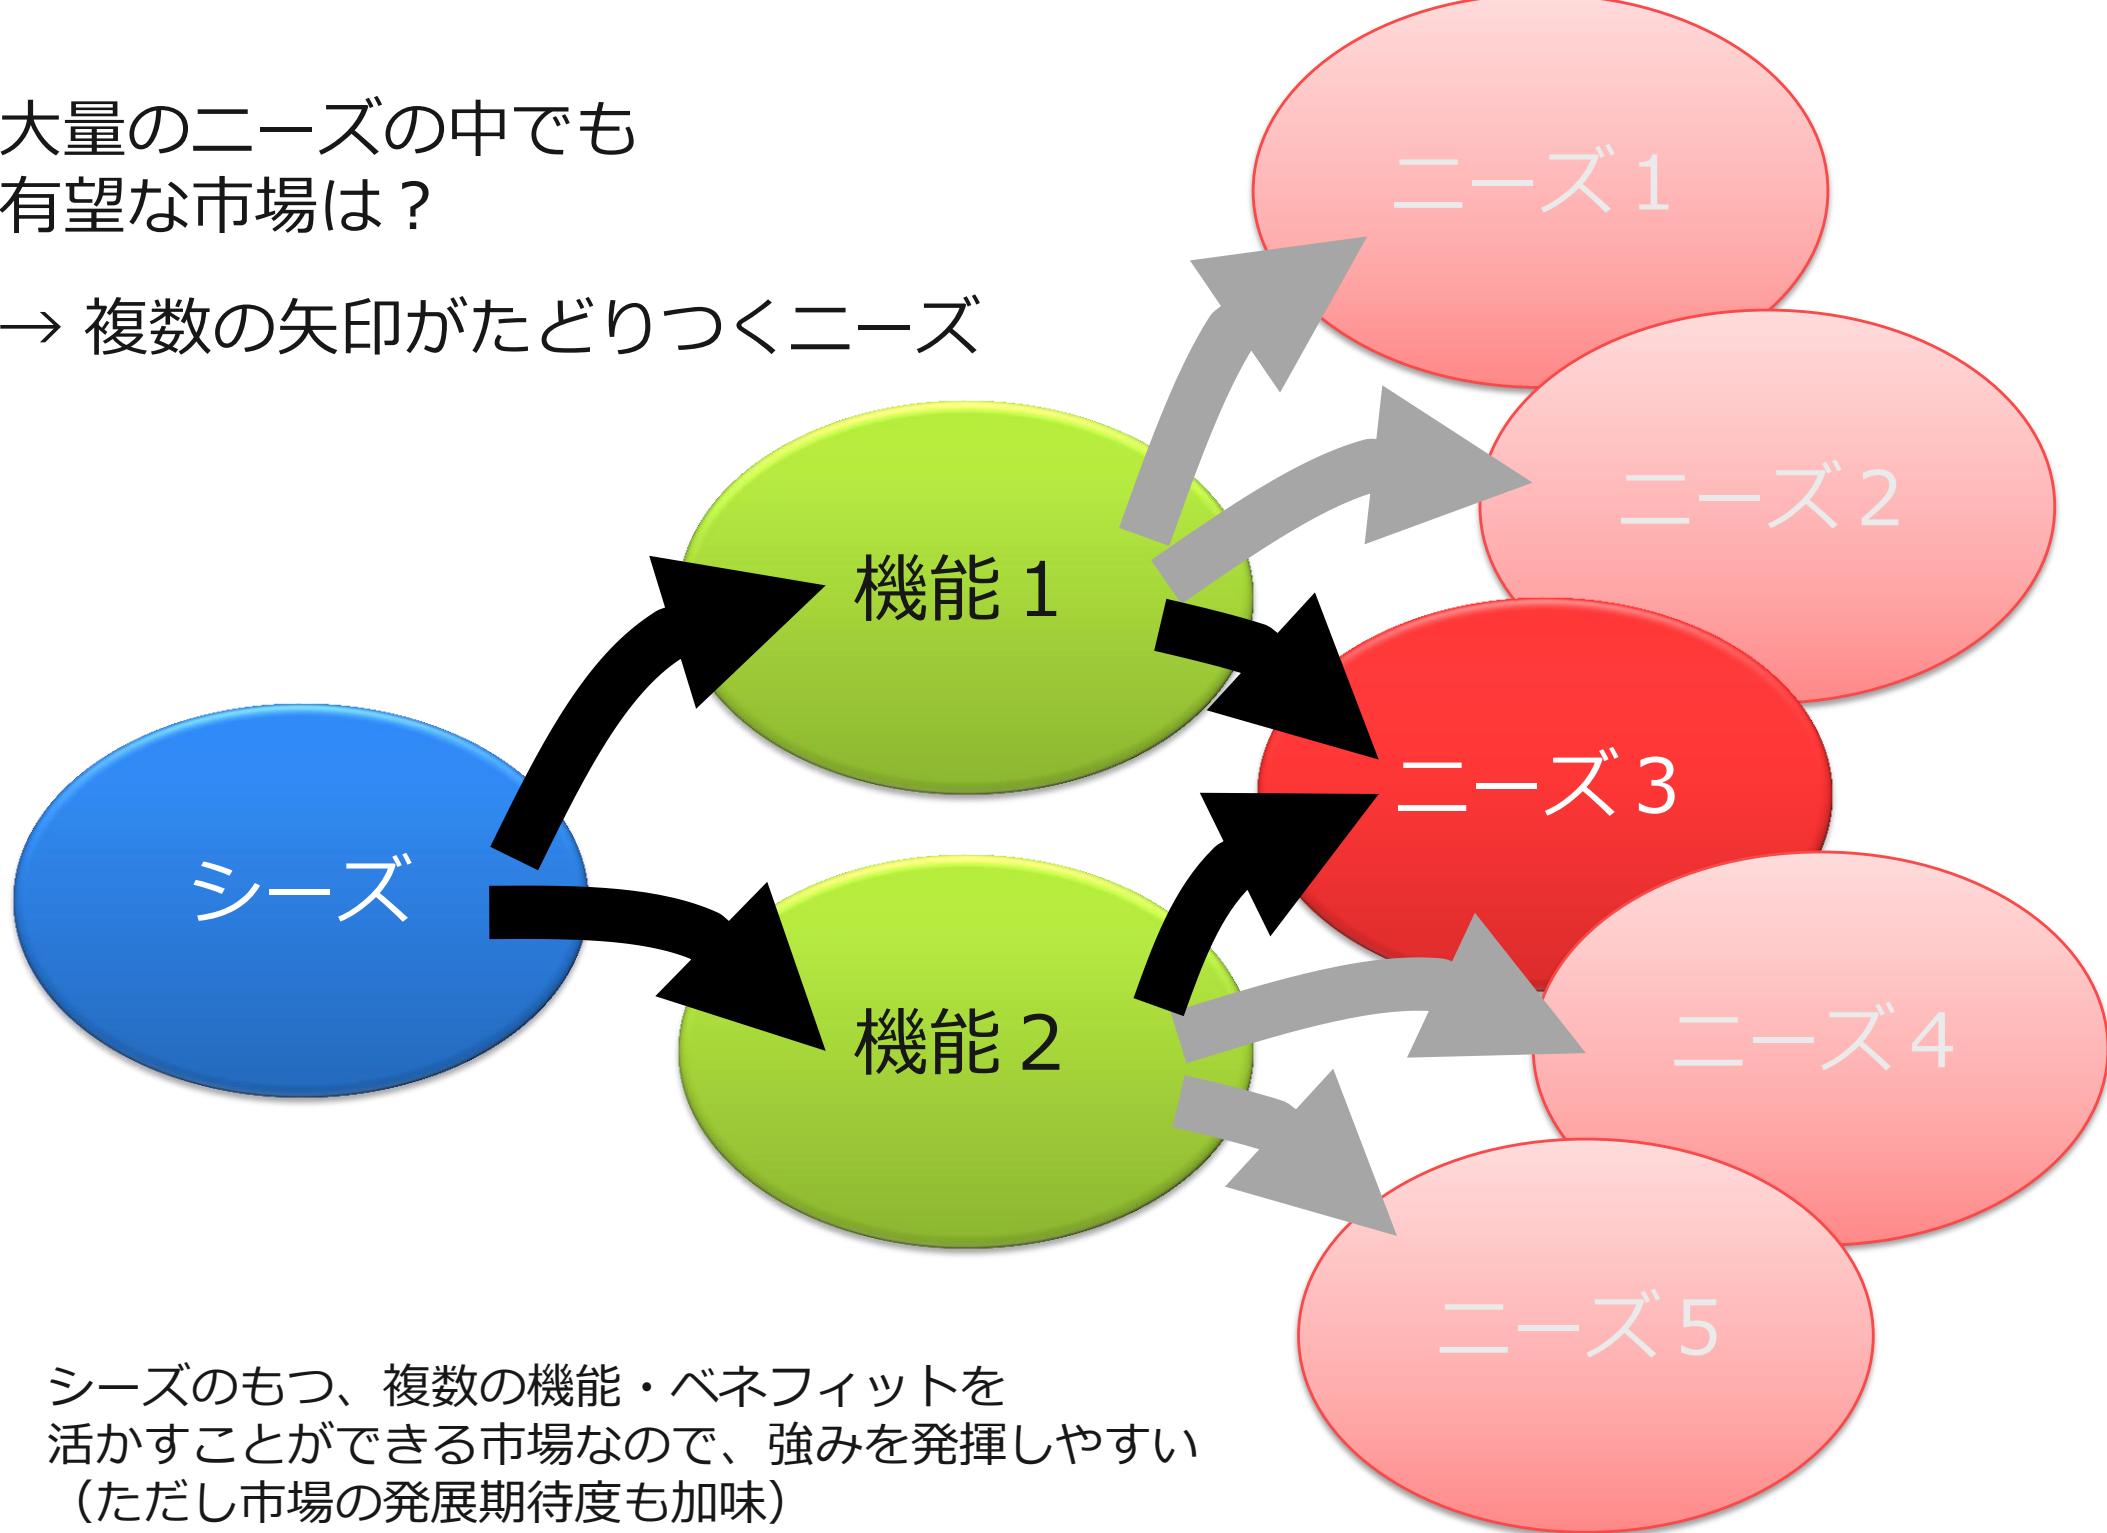 大量のニーズの中でも
有望な市場は？
→ 複数の矢印がたどりつくニーズ
ニーズ１
ニーズ２
機能１
ニーズ３
シーズ
機能２
ニーズ４
ニーズ５
シーズのもつ、複数の機能・ベネフィットを
活かすことができる市場なので、強みを発揮しやすい
（ただし市場の発展期待度も加味）